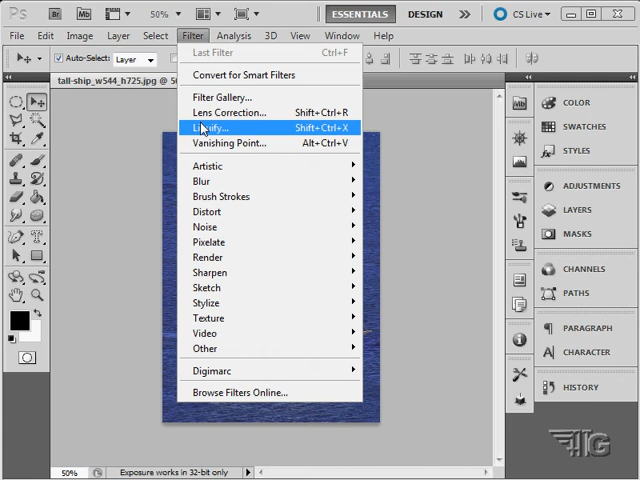 Ps Br Mb 50% ESSENTIALS DESIGN >> CS Live
File Edit Image Layer Select Filter Analysis 3D View Window Help
Auto-Select: Layer
tall-ship_w544_h725.jpg @ 50
Last Filter Ctrl+F
Convert for Smart Filters
Filter Gallery...
Lens Correction... Shift+Ctrl+R
Liquify... Shift+Ctrl+X
Vanishing Point... Alt+Ctrl+V
Artistic
Blur
Brush Strokes
Distort
Noise
Pixelate
Render
Sharpen
Sketch
Stylize
Texture
Video
Other
Digimarc
Browse Filters Online...
Mb
COLOR
SWATCHES
STYLES
ADJUSTMENTS
LAYERS
MASKS
CHANNELS
PATHS
PARAGRAPH
CHARACTER
HISTORY
50% Exposure works in 32-bit only